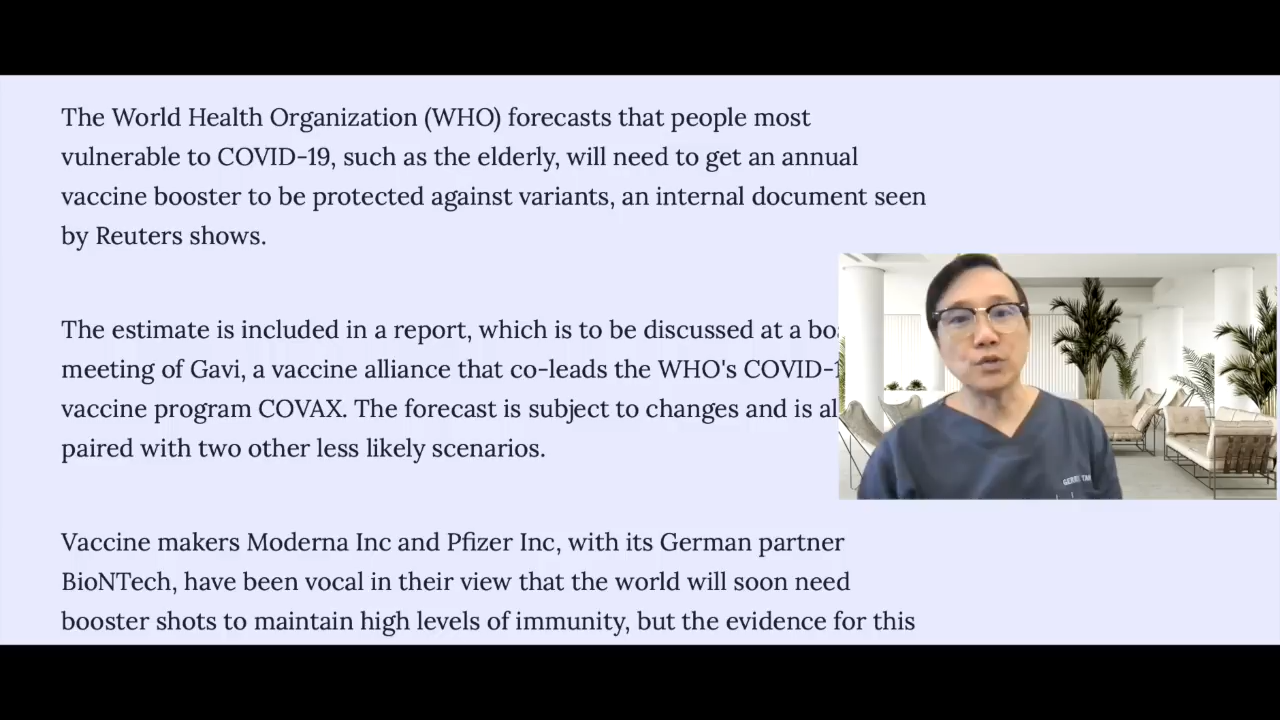 The World Health Organization (WHO) forecasts that people most
vulnerable to COVID-19, such as the elderly, will need to get an annual
vaccine booster to be protected against variants, an internal document seen
by Reuters shows.
The estimate is included in a report, which is to be discussed at a
meeting of Gavi, a vaccine alliance that co-leads the WHO's
vaccine program COVAX. The forecast is subject to changes and is
paired with two other less likely scenarios.
Vaccine makers Moderna Inc and Pfizer Inc, with its German partner
BioNTech, have been vocal in their view that the world will soon need
booster shots to maintain high levels of immunity, but the evidence for this